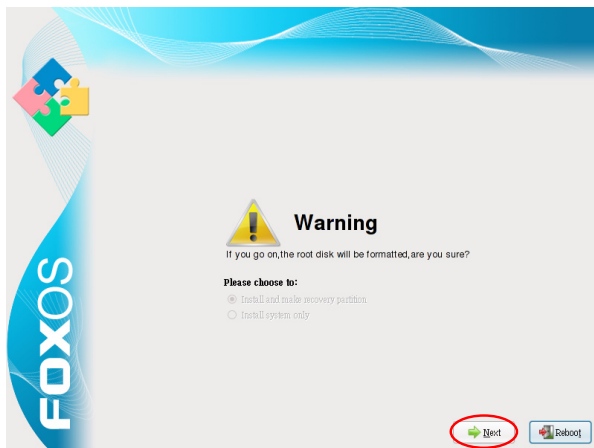 FOXOS
Warning
If you go on,the root disk will be formatted,are you sure?
Please choose to:
Install and make recovery partition
Install system only
Next
Reboot